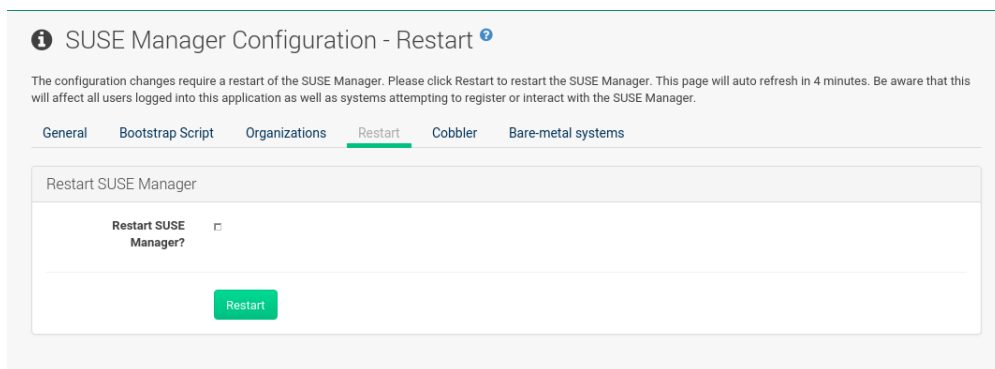 SUSE Manager Configuration - Restart ?
The configuration changes require a restart of the SUSE Manager. Please click Restart to restart the SUSE Manager. This page will auto refresh in 4 minutes. Be aware that this
will affect all users logged into this application as well as systems attempting to register or interact with the SUSE Manager.
General Bootstrap Script Organizations Restart Cobbler Bare-metal systems
Restart SUSE Manager
Restart SUSE
Manager?
Restart